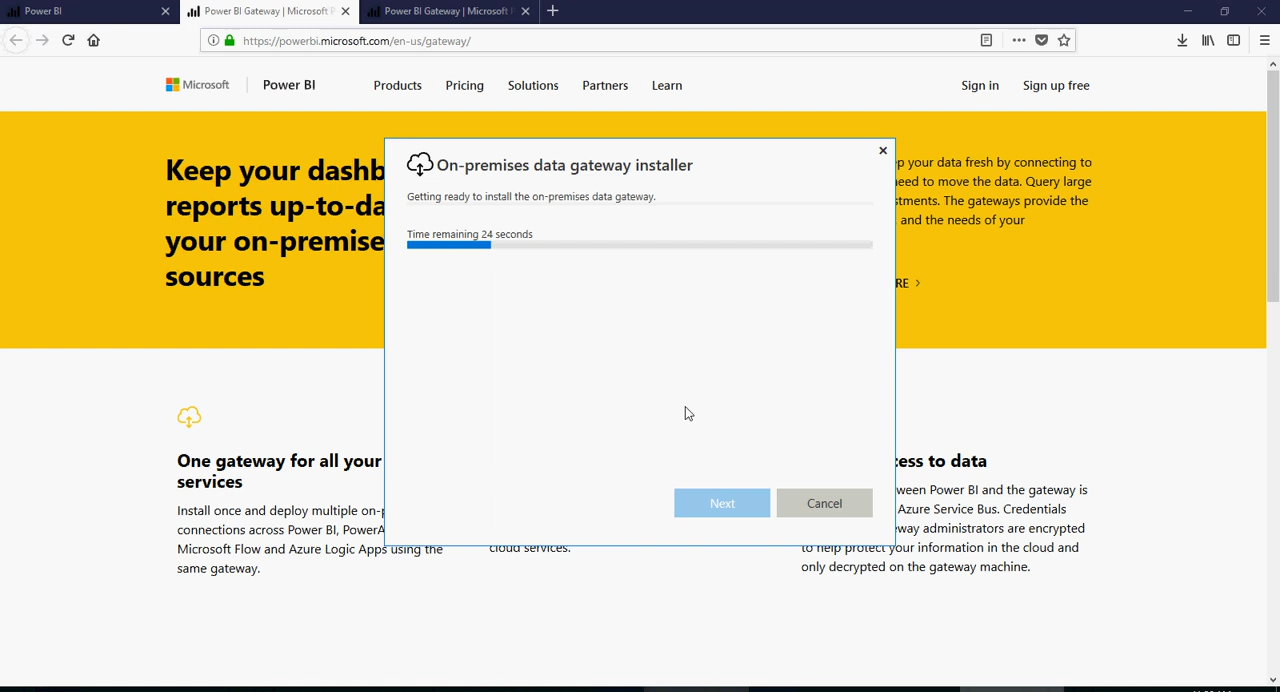 Power BI
Power BI Gateway | Microsoft P
Power BI Gateway | Microsoft
https://powerbi.microsoft.com/en-us/gateway/
Microsoft
Power BI
Products
Pricing
Solutions
Partners
Learn
Sign in
Sign up free
Keep your dashb
reports up-to-da
your on-premise
sources
p your data fresh by connecting to
need to move the data. Query large
stments. The gateways provide the
and the needs of your
RE >
On-premises data gateway installer
Getting ready to install the on-premises data gateway.
Time remaining 24 seconds
Next
Cancel
One gateway for all your
services
Install once and deploy multiple on-p
connections across Power BI, PowerA
Microsoft Flow and Azure Logic Apps using the
same gateway.
cloud services.
cess to data
ween Power BI and the gateway is
Azure Service Bus. Credentials
eway administrators are encrypted
to help protect your information in the cloud and
only decrypted on the gateway machine.